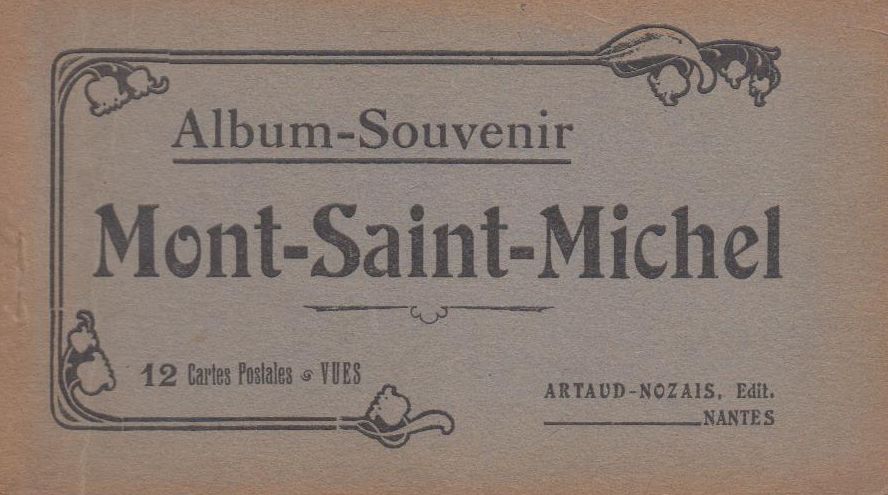 Album-Souvenir
Mont-Saint-Michel
12 Cartes Postales VUES
ARTAUD-NOZAIS, Edit.
NANTES